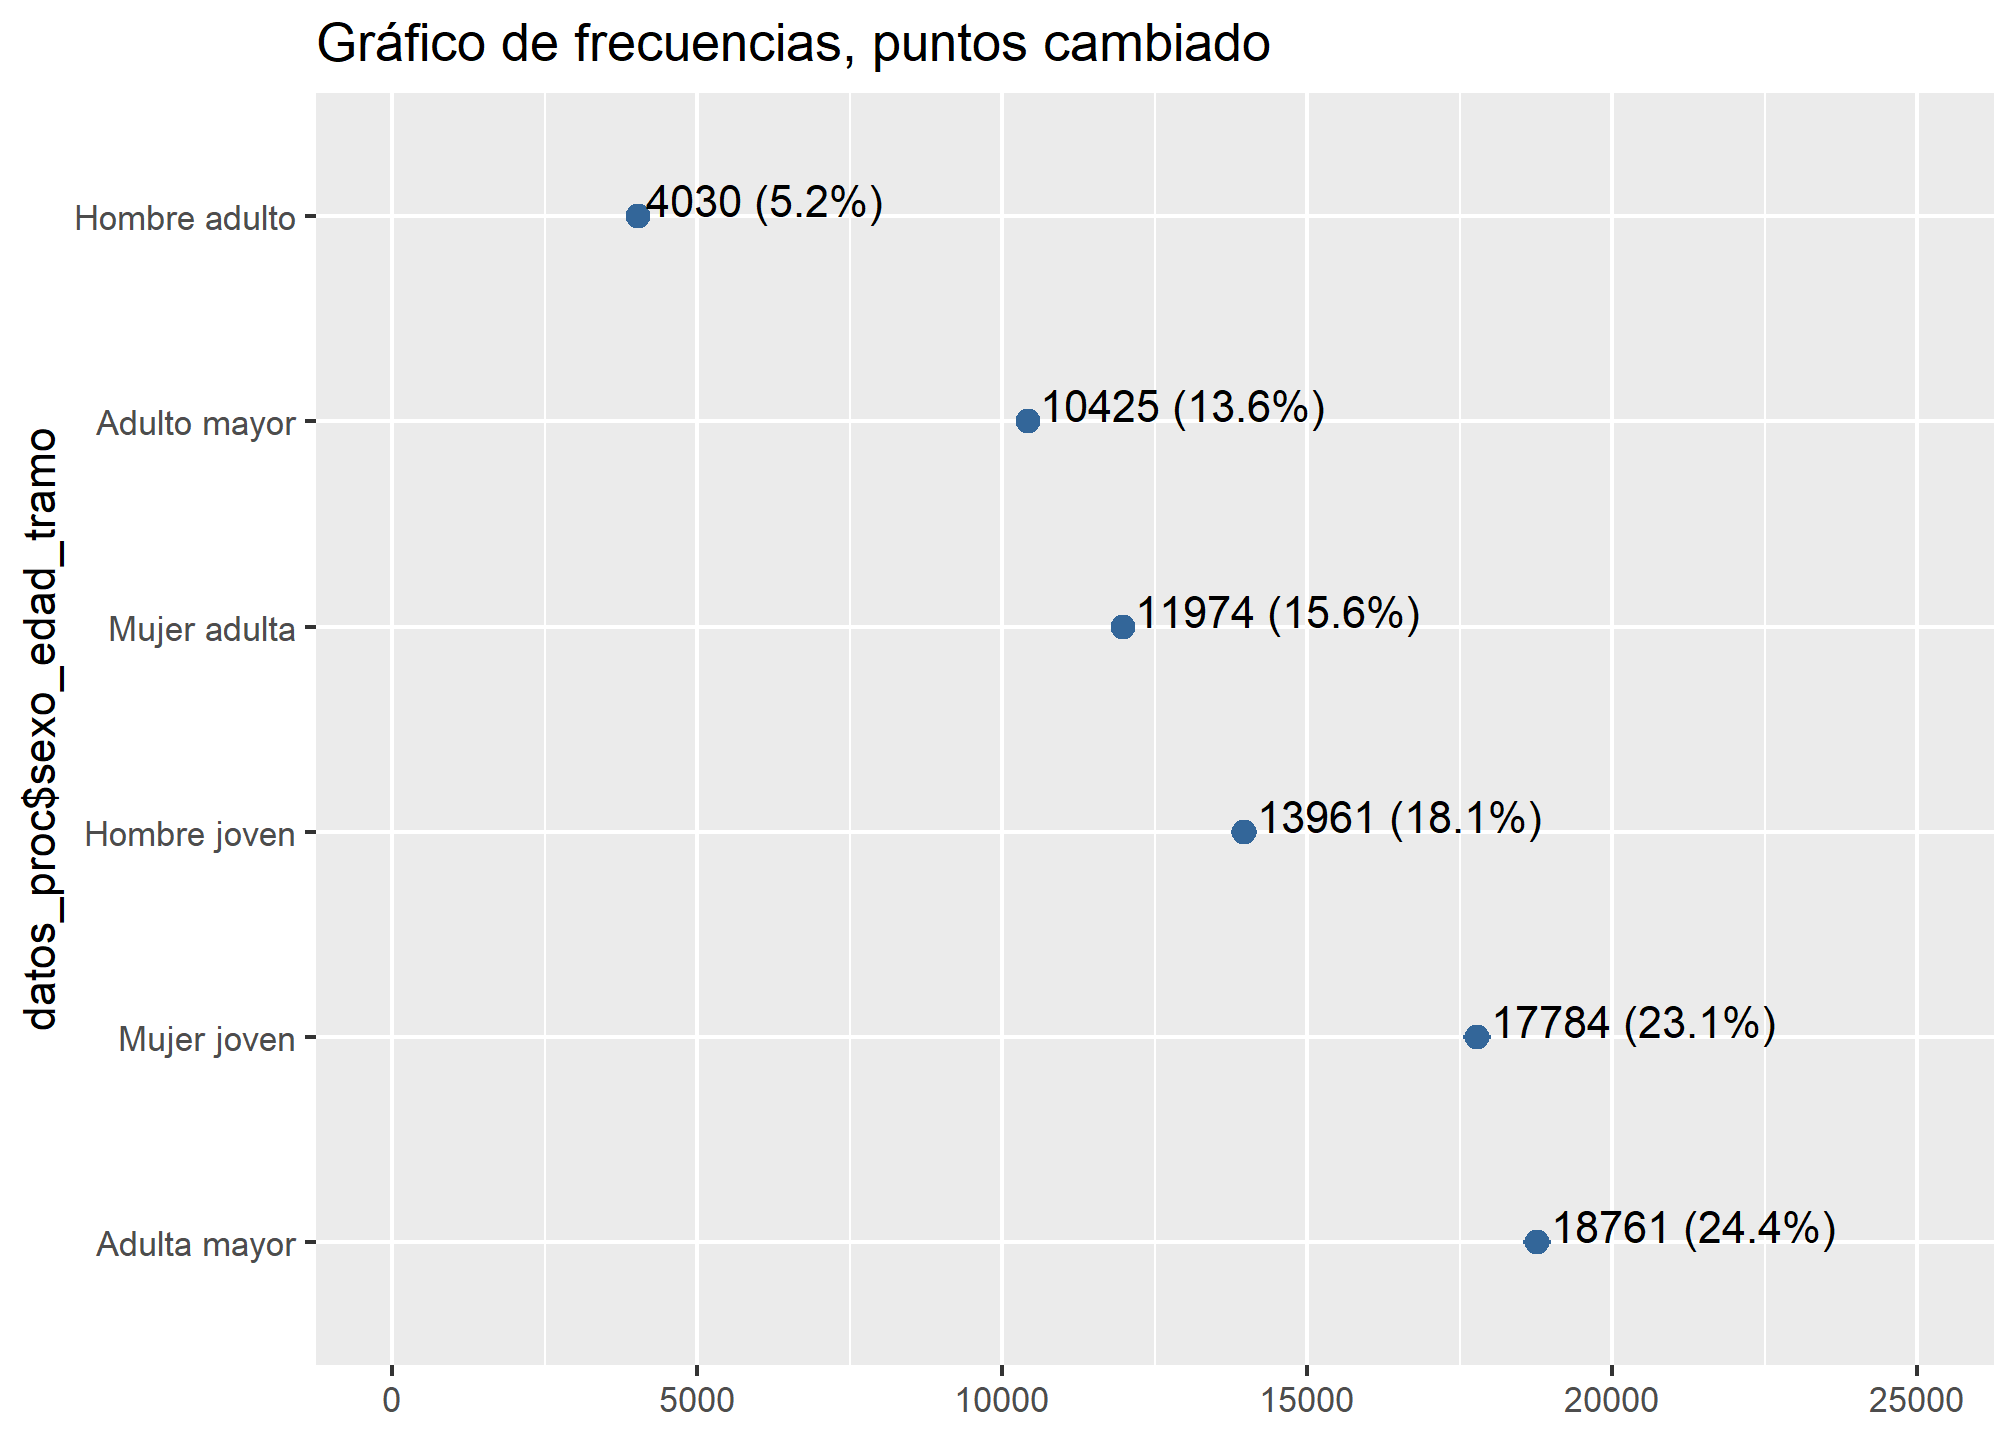 Gráfico de frecuencias, puntos cambiado
datos_proc$sexo_edad_tramo
Hombre adulto
4030 (5.2%)
Adulto mayor
10425 (13.6%)
Mujer adulta
11974 (15.6%)
Hombre joven
13961 (18.1%)
Mujer joven
17784 (23.1%)
Adulta mayor
18761 (24.4%)
0 5000 10000 15000 20000 25000